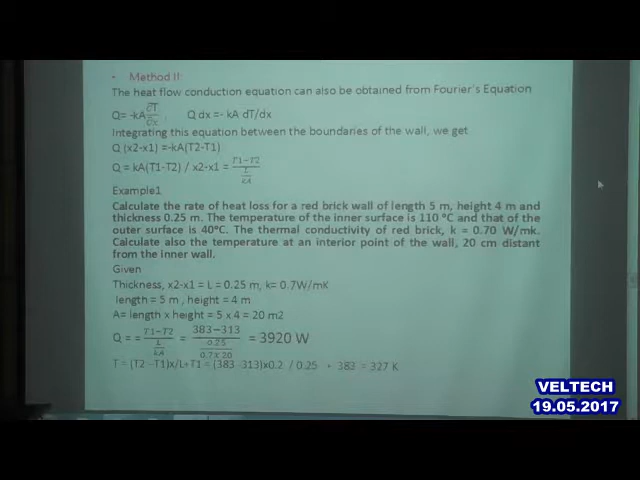 • Method II:
The heat flow conduction equation can also be obtained from Fourier's Equation
Q= -kA ∂T/∂x Q dx =- kA dT/dx
Integrating this equation between the boundaries of the wall, we get
Q (x2-x1) =-kA(T2-T1)
Q = kA(T1-T2) / x2-x1 = T1−T2 / (L/kA)
Example1
Calculate the rate of heat loss for a red brick wall of length 5 m, height 4 m and
thickness 0.25 m. The temperature of the inner surface is 110 ºC and that of the
outer surface is 40ºC. The thermal conductivity of red brick, k = 0.70 W/mk.
Calculate also the temperature at an interior point of the wall, 20 cm distant
from the inner wall.
Given
Thickness, x2-x1 = L = 0.25 m, k= 0.7W/mK
length = 5 m , height = 4 m
A= length x height = 5 x 4 = 20 m2
Q = = T1−T2 / (L/kA) = 383−313 / (0.25/0.7X20) = 3920 W
T = (T2 –T1)x/L+T1 = (383-313)x0.2 / 0.25 + 383 = 327 K
VELTECH
19.05.2017